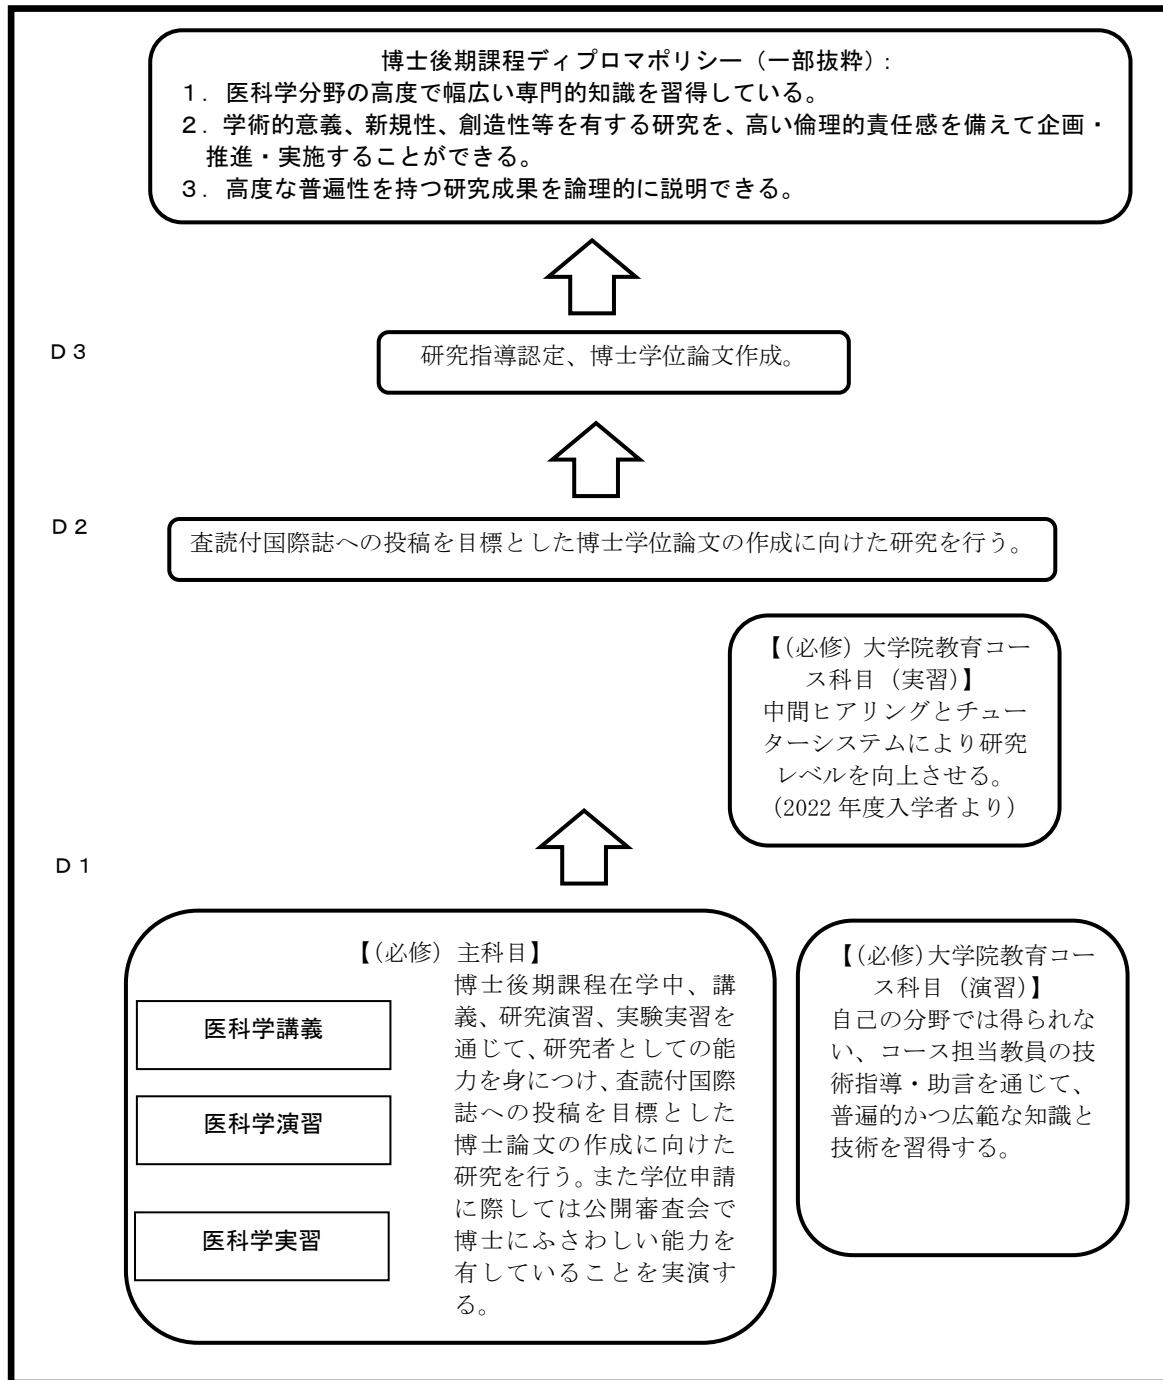 博士後期課程ディプロマポリシー（一部抜粋）:
１．医科学分野の高度で幅広い専門的知識を習得している。
２．学術的意義、新規性、創造性等を有する研究を、高い倫理的責任感を備えて企画・
推進・実施することができる。
３．高度な普遍性を持つ研究成果を論理的に説明できる。
Ｄ３
研究指導認定、博士学位論文作成。
Ｄ２
査読付国際誌への投稿を目標とした博士学位論文の作成に向けた研究を行う。
【（必修）大学院教育コー
ス科目（実習）】
中間ヒアリングとチュー
ターシステムにより研究
レベルを向上させる。
（2022 年度入学者より）
Ｄ１
【（必修）主科目】
博士後期課程在学中、講
義、研究演習、実験実習を
通じて、研究者としての能
力を身につけ、査読付国際
誌への投稿を目標とした
博士論文の作成に向けた
研究を行う。また学位申請
に際しては公開審査会で
博士にふさわしい能力を
有していることを実演す
る。
医科学講義
医科学演習
医科学実習
【（必修）大学院教育コー
ス科目（演習）】
自己の分野では得られな
い、コース担当教員の技
術指導・助言を通じて、
普遍的かつ広範な知識と
技術を習得する。